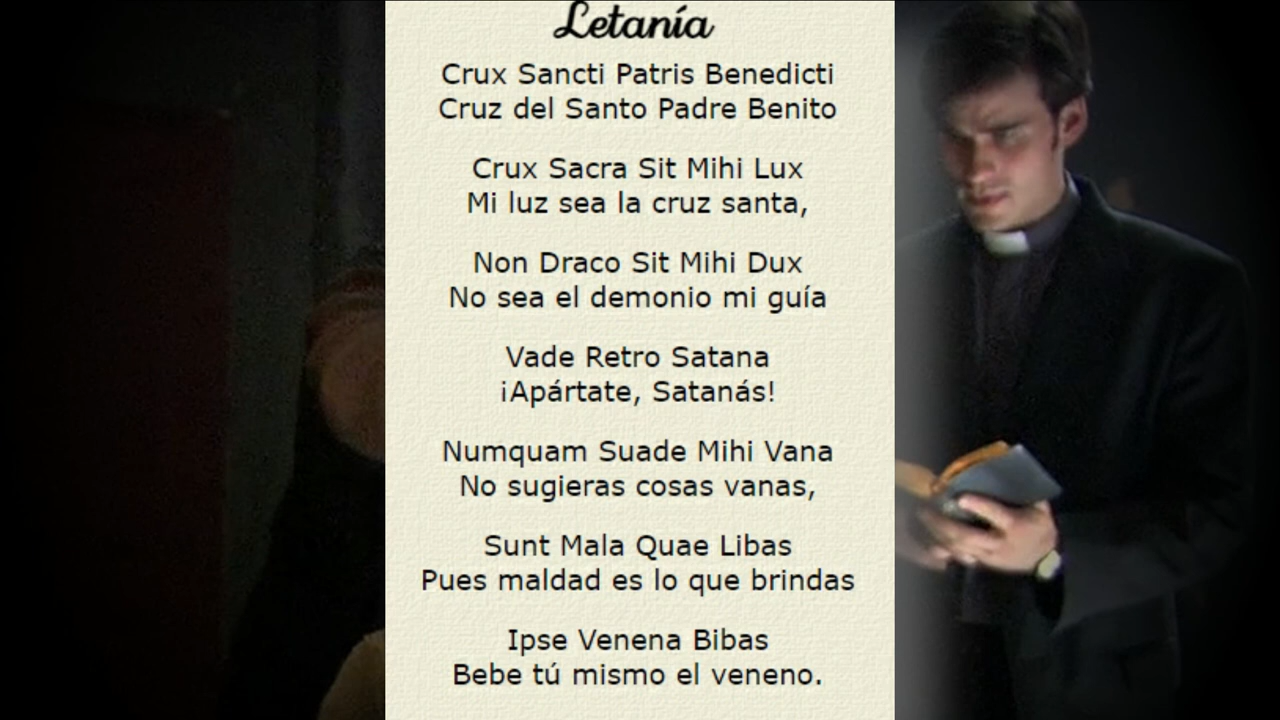 Letanía
Crux Sancti Patris Benedicti
Cruz del Santo Padre Benito
Crux Sacra Sit Mihi Lux
Mi luz sea la cruz santa,
Non Draco Sit Mihi Dux
No sea el demonio mi guía
Vade Retro Satana
¡Apártate, Satanás!
Numquam Suade Mihi Vana
No sugieras cosas vanas,
Sunt Mala Quae Libas
Pues maldad es lo que brindas
Ipse Venena Bibas
Bebe tú mismo el veneno.